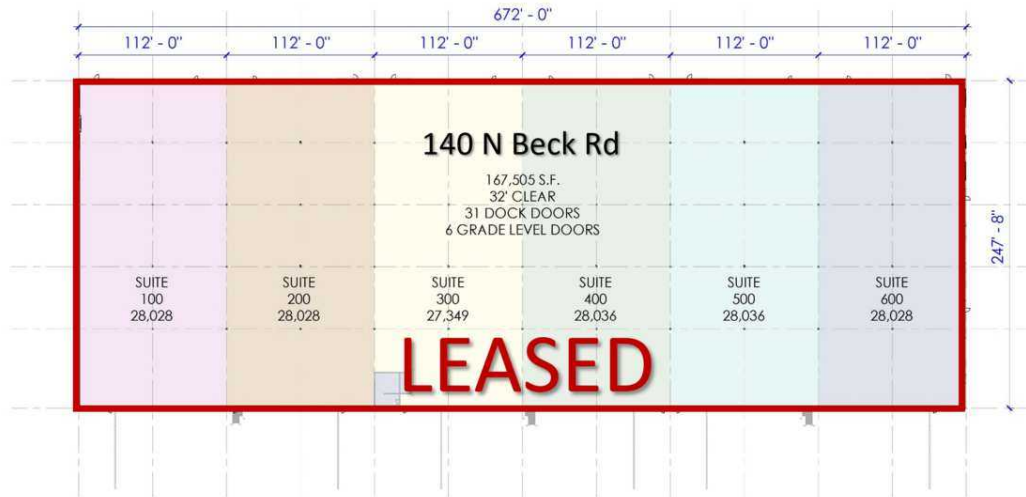 672' - 0"
112' - 0" 112' - 0" 112' - 0" 112' - 0" 112' - 0" 112' - 0"
140 N Beck Rd
167,505 S.F.
32' CLEAR
31 DOCK DOORS
6 GRADE LEVEL DOORS
247' - 8"
SUITE
100
28,028
SUITE
200
28,028
SUITE
300
27,349
SUITE
400
28,036
SUITE
500
28,036
SUITE
600
28,028
LEASED